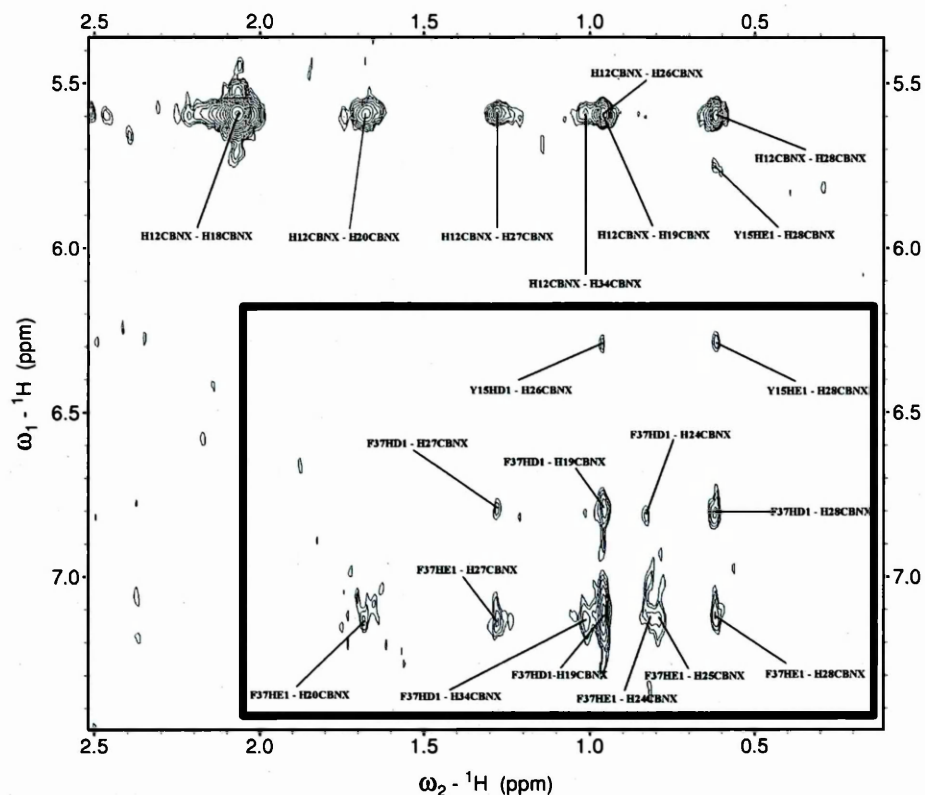 2.5 2.0 1.5 1.0 0.5
H12CBNX - H26CBNX
5.5 5.5
H12CBNX - H28CBNX
H12CBNX - H18CBNX H12CBNX - H20CBNX H12CBNX - H27CBNX H12CBNX - H19CBNX Y15HE1 - H28CBNX
6.0 6.0
H12CBNX - H34CBNX
Y15HD1 - H26CBNX Y15HE1 - H28CBNX
6.5 6.5
F37HD1 - H27CBNX F37HD1 - H24CBNX
F37HD1 - H19CBNX
F37HD1 - H28CBNX
F37HE1 - H27CBNX
7.0 7.0
F37HD1-H19CBNX F37HE1 - H25CBNX F37HE1 - H28CBNX
F37HE1 - H20CBNX F37HD1 - H34CBNX F37HE1 - H24CBNX
2.5 2.0 1.5 1.0 0.5
ω2 - ¹H (ppm)
ω1 - ¹H (ppm)